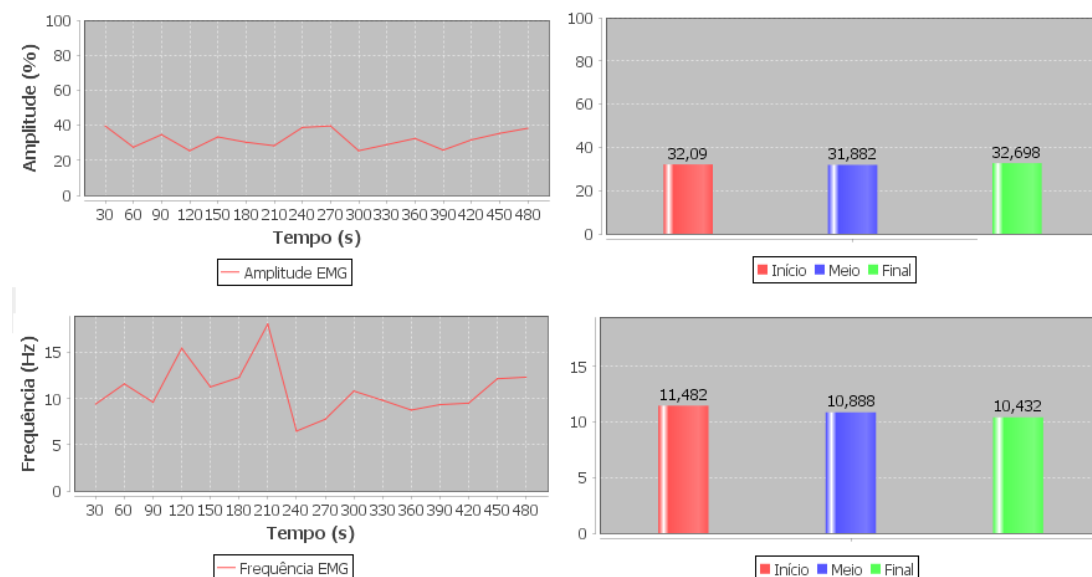 Amplitude (%)
100
80
60
40
20
0
30 60 90 120 150 180 210 240 270 300 330 360 390 420 450 480
Tempo (s)
Amplitude EMG
100
80
60
40
20
0
32,09
31,882
32,698
Início Meio Final
Frequência (Hz)
15
10
5
0
30 60 90 120 150 180 210 240 270 300 330 360 390 420 450 480
Tempo (s)
Frequência EMG
15
10
5
0
11,482
10,888
10,432
Início Meio Final